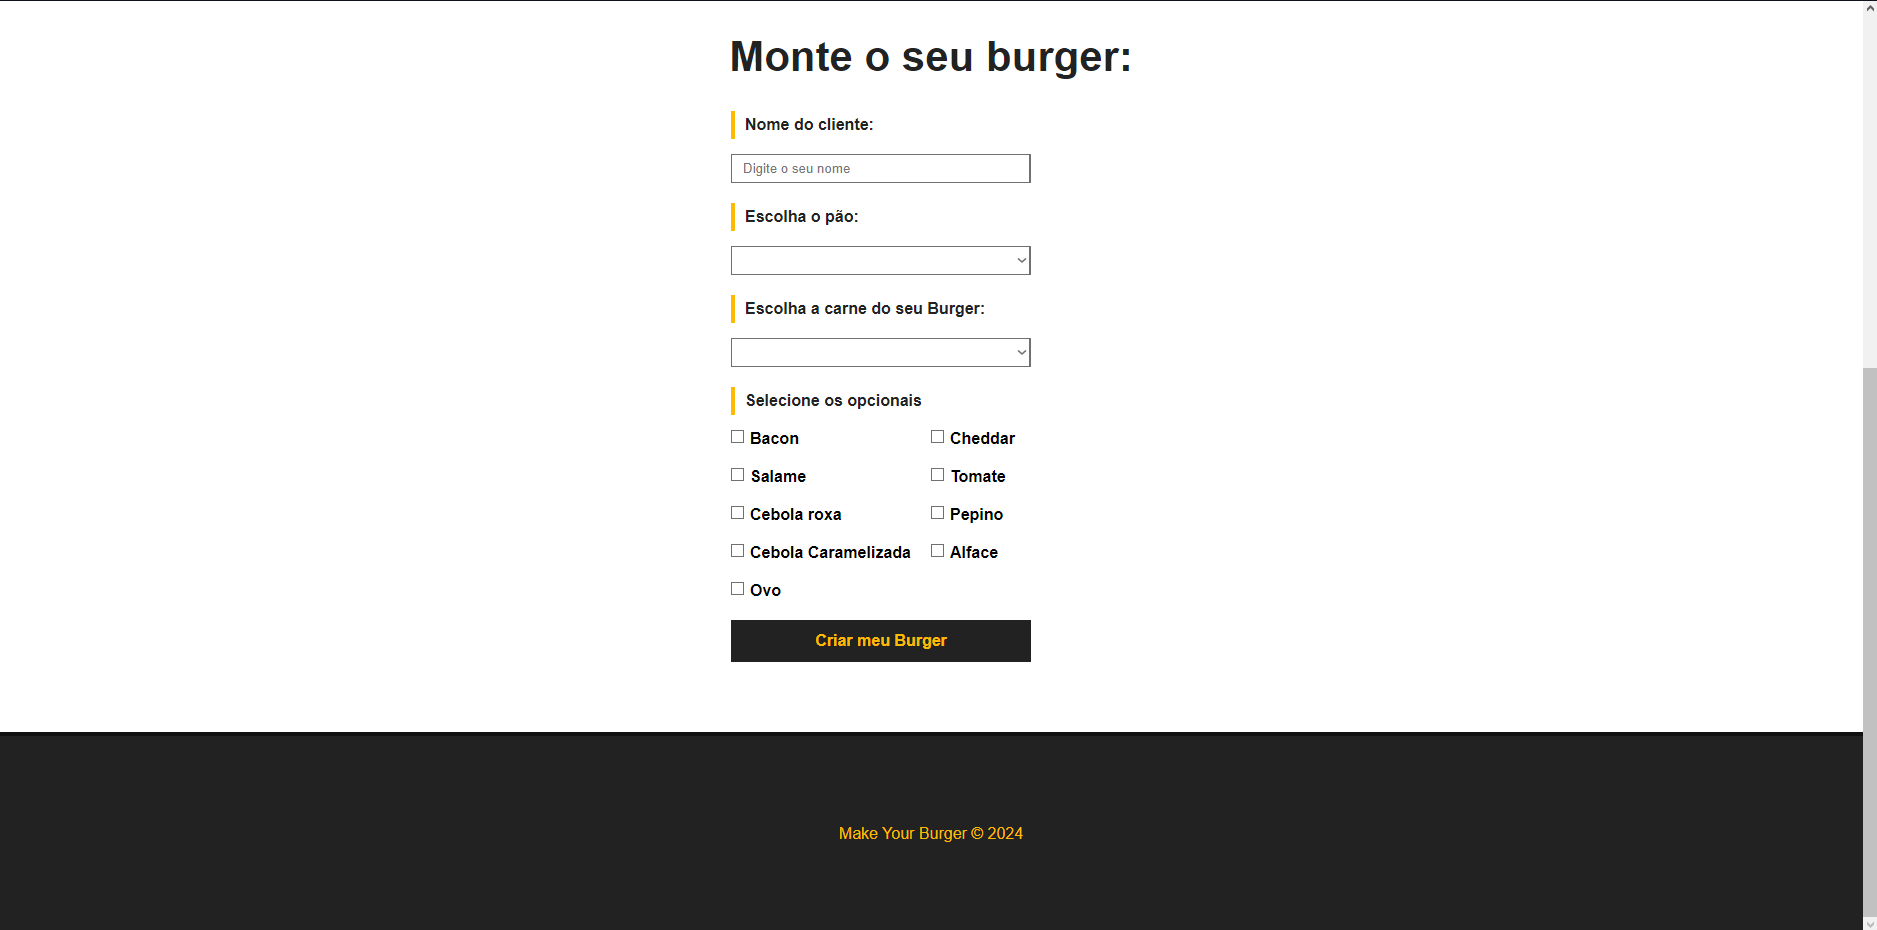 Monte o seu burger:
Nome do cliente:
Digite o seu nome
Escolha o pão:
Escolha a carne do seu Burger:
Selecione os opcionais
Bacon
Cheddar
Salame
Tomate
Cebola roxa
Pepino
Cebola Caramelizada
Alface
Ovo
Criar meu Burger
Make Your Burger © 2024